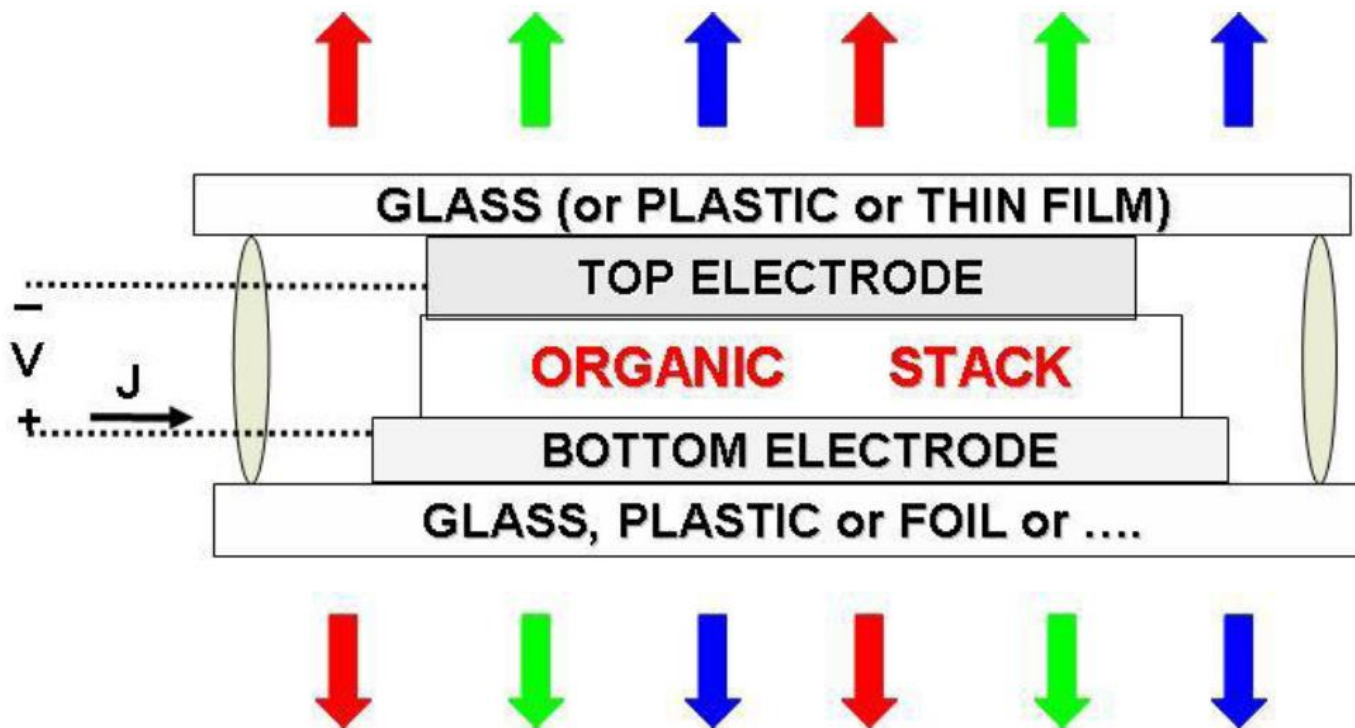 GLASS (or PLASTIC or THIN FILM)
TOP ELECTRODE
–
V
ORGANIC STACK
J
+
BOTTOM ELECTRODE
GLASS, PLASTIC or FOIL or ….